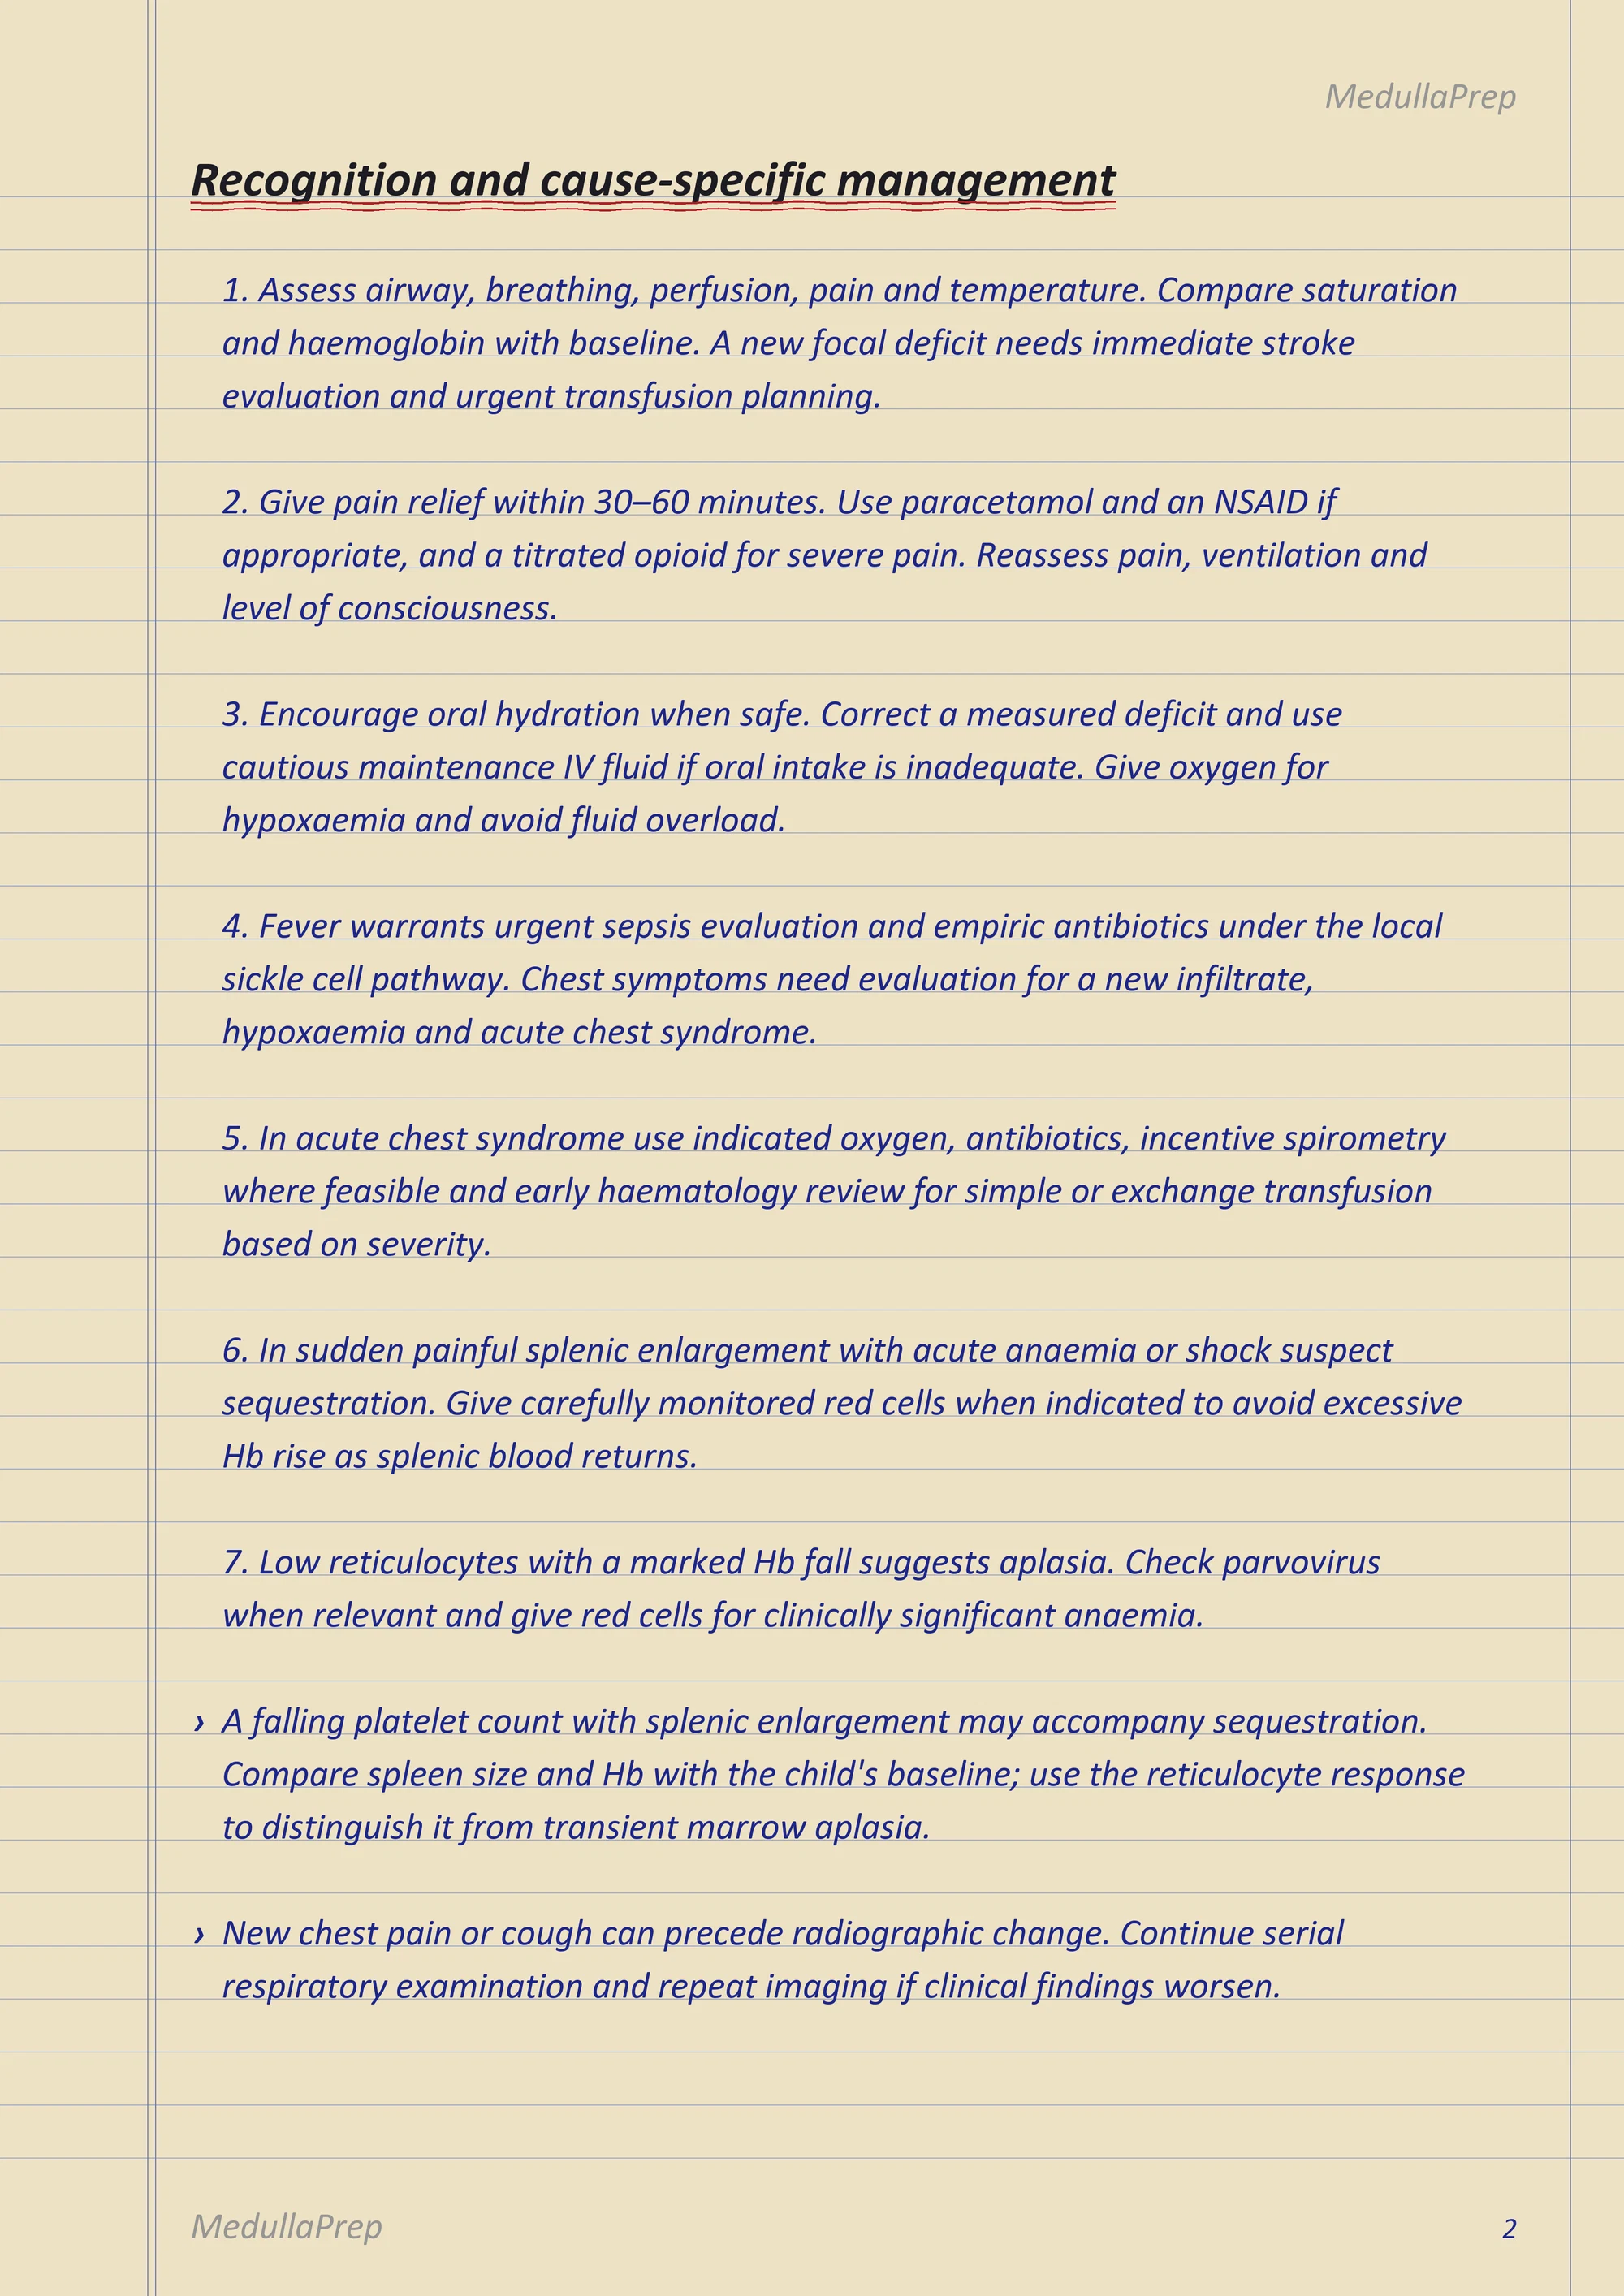 MedullaPrep
Recognition and cause-specific management
1. Assess airway, breathing, perfusion, pain and temperature. Compare saturation
and haemoglobin with baseline. A new focal deficit needs immediate stroke
evaluation and urgent transfusion planning.
2. Give pain relief within 30–60 minutes. Use paracetamol and an NSAID if
appropriate, and a titrated opioid for severe pain. Reassess pain, ventilation and
level of consciousness.
3. Encourage oral hydration when safe. Correct a measured deficit and use
cautious maintenance IV fluid if oral intake is inadequate. Give oxygen for
hypoxaemia and avoid fluid overload.
4. Fever warrants urgent sepsis evaluation and empiric antibiotics under the local
sickle cell pathway. Chest symptoms need evaluation for a new infiltrate,
hypoxaemia and acute chest syndrome.
5. In acute chest syndrome use indicated oxygen, antibiotics, incentive spirometry
where feasible and early haematology review for simple or exchange transfusion
based on severity.
6. In sudden painful splenic enlargement with acute anaemia or shock suspect
sequestration. Give carefully monitored red cells when indicated to avoid excessive
Hb rise as splenic blood returns.
7. Low reticulocytes with a marked Hb fall suggests aplasia. Check parvovirus
when relevant and give red cells for clinically significant anaemia.
› A falling platelet count with splenic enlargement may accompany sequestration.
Compare spleen size and Hb with the child's baseline; use the reticulocyte response
to distinguish it from transient marrow aplasia.
› New chest pain or cough can precede radiographic change. Continue serial
respiratory examination and repeat imaging if clinical findings worsen.
MedullaPrep
2